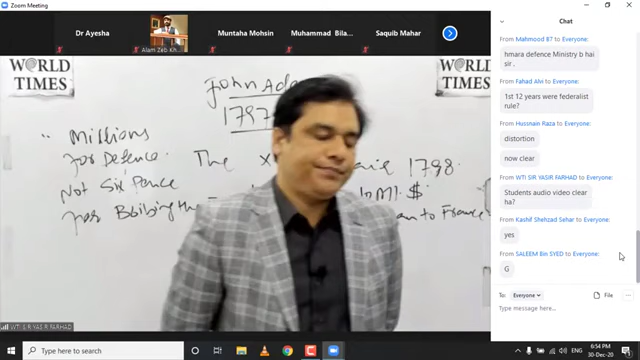 Zoom Meeting
Dr Ayesha
Muntaha Mohsin
Muhammad Bila...
Saquib Mahar
Alam Zeb Kh...
WORLD
TIMES
WORLD
TIMES
John Ada
1797
" Millions
for Defence.
The X
1798.
Not Six Pence
$
for Bribing the
to France
WTI SIR YASIR FARHAD
Chat
From Mahmood 87 to Everyone:
hmara defence Ministry b hai
sir .
From Fahad Alvi to Everyone:
1st 12 years were federalist
rule?
From Hussnain Raza to Everyone:
distortion
now clear
From WTI SIR YASIR FARHAD to Everyone:
Students audio video clear
ha?
From Kashif Shehzad Sehar to Everyone:
yes
From SALEEM Bin SYED to Everyone:
G
To: Everyone
File
Type message here...
Type here to search
6:54 PM
30-Dec-20